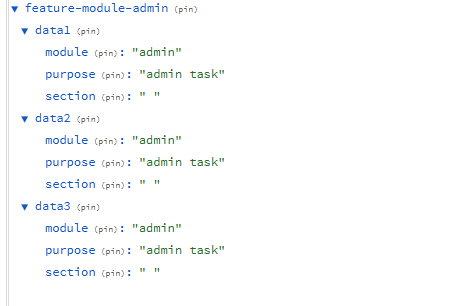 ▼ feature-module-admin (pin)
▼ data1 (pin)
module (pin): "admin"
purpose (pin): "admin task"
section (pin): " "
▼ data2 (pin)
module (pin): "admin"
purpose (pin): "admin task"
section (pin): " "
▼ data3 (pin)
module (pin): "admin"
purpose (pin): "admin task"
section (pin): " "